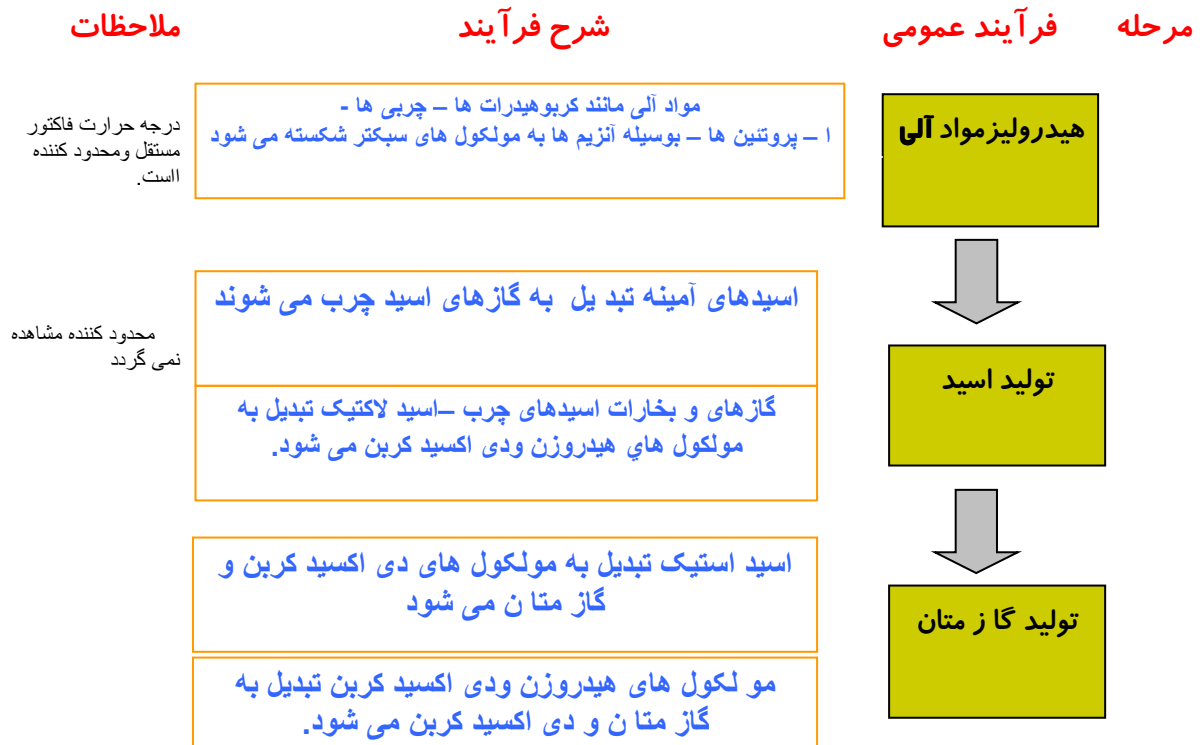 مرحله
فرآیند عمومی
شرح فرآیند
ملاحظات
هیدرولیزمواد آلی
مواد آلی مانند کربوهیدرات ها – چربی ها -
ا – پروتئین ها – بوسیله آنزیم ها به مولکول های سبکتر شکسته می شود
درجه حرارت فاکتور
مستقل ومحدود کننده
ااست.
تولید اسید
اسیدهای آمینه تبد یل به گازهای اسید چرب می شوند
گازهای و بخارات اسیدهای چرب –اسید لاکتیک تبدیل به
مولکول هاي هیدروزن ودی اکسید کربن می شود.
محدود کننده مشاهده
نمی گردد
تولید گا ز متان
اسید استیک تبدیل به مولکول های دی اکسید کربن و
گاز متا ن می شود
مو لکول های هیدروزن ودی اکسید کربن تبدیل به
گاز متا ن و دی اکسید کربن می شود.